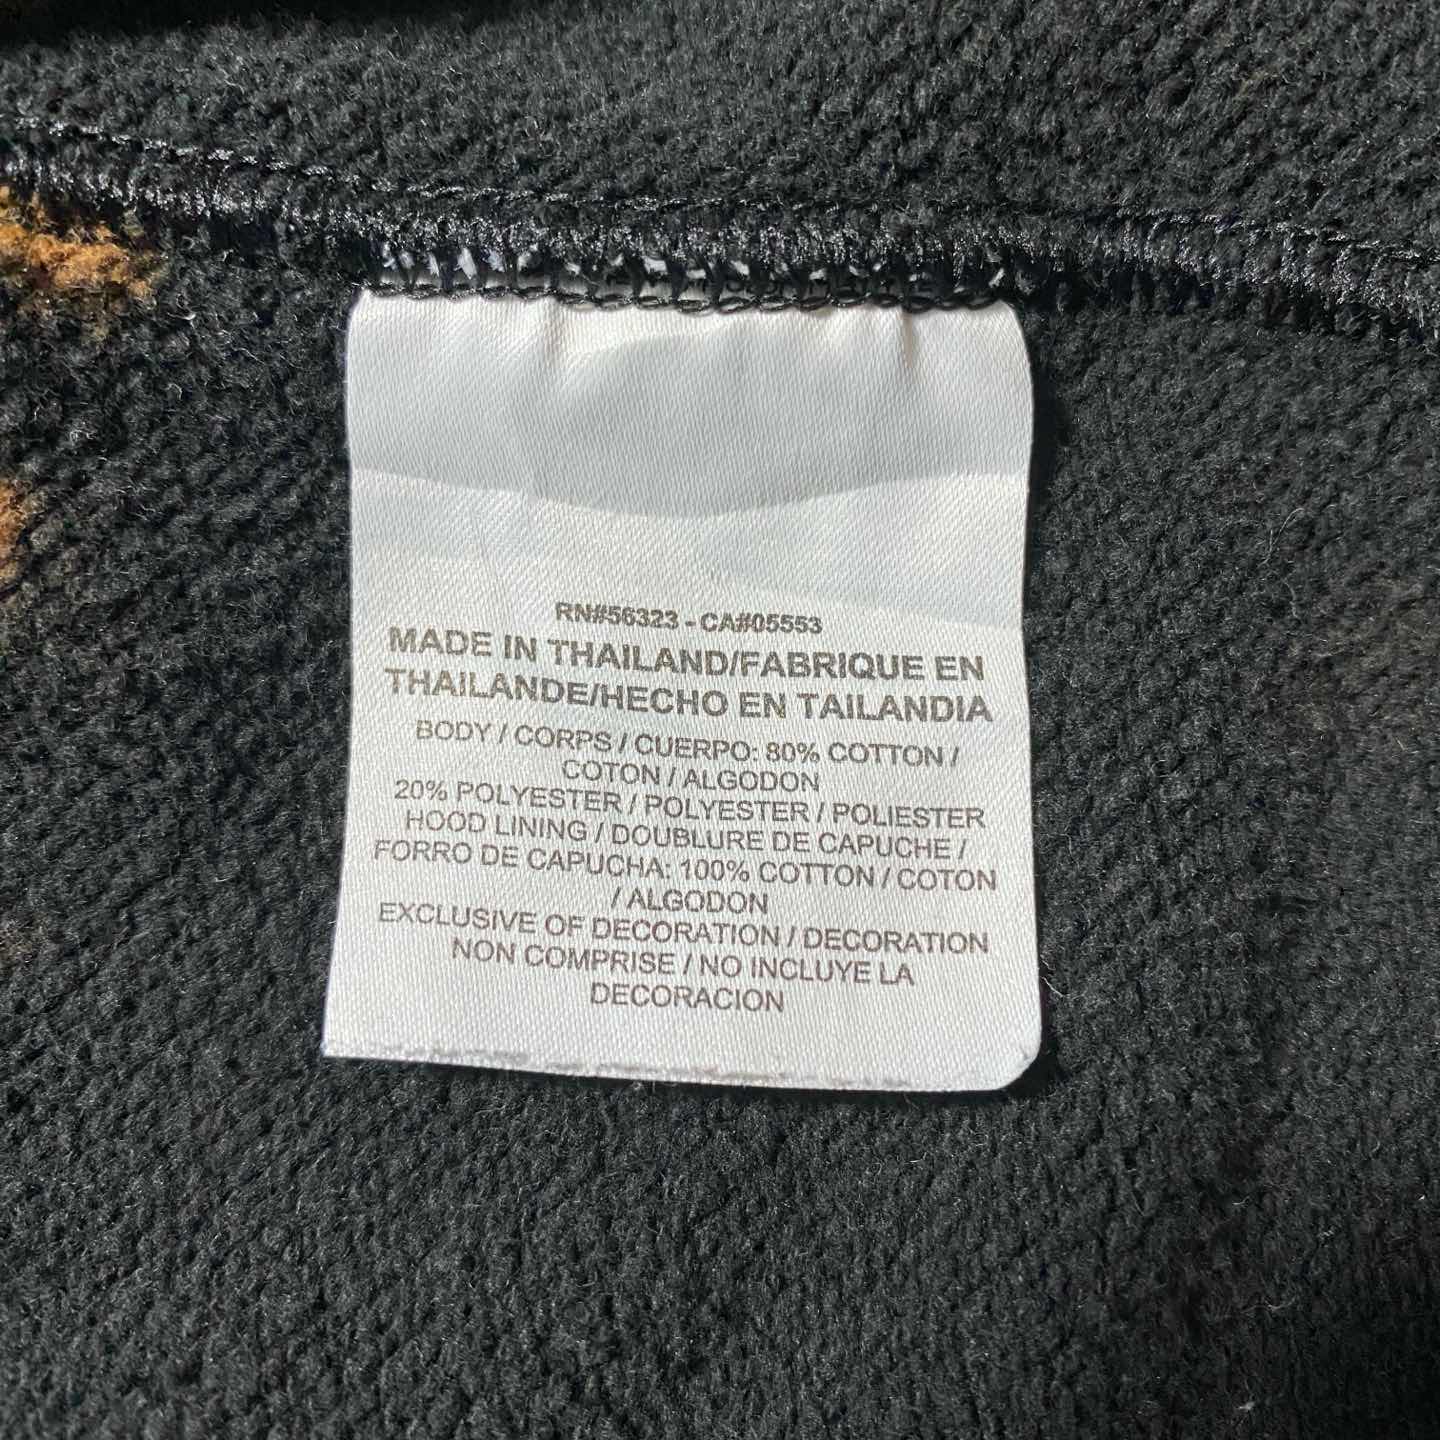 RN#56323 - CA#05553
MADE IN THAILAND/FABRIQUE EN
THAILANDE/HECHO EN TAILANDIA
BODY / CORPS / CUERPO: 80% COTTON /
COTON / ALGODON
20% POLYESTER / POLYESTER / POLIESTER
HOOD LINING / DOUBLURE DE CAPUCHE /
FORRO DE CAPUCHA: 100% COTTON / COTON
/ ALGODON
EXCLUSIVE OF DECORATION / DECORATION
NON COMPRISE / NO INCLUYE LA
DECORACION